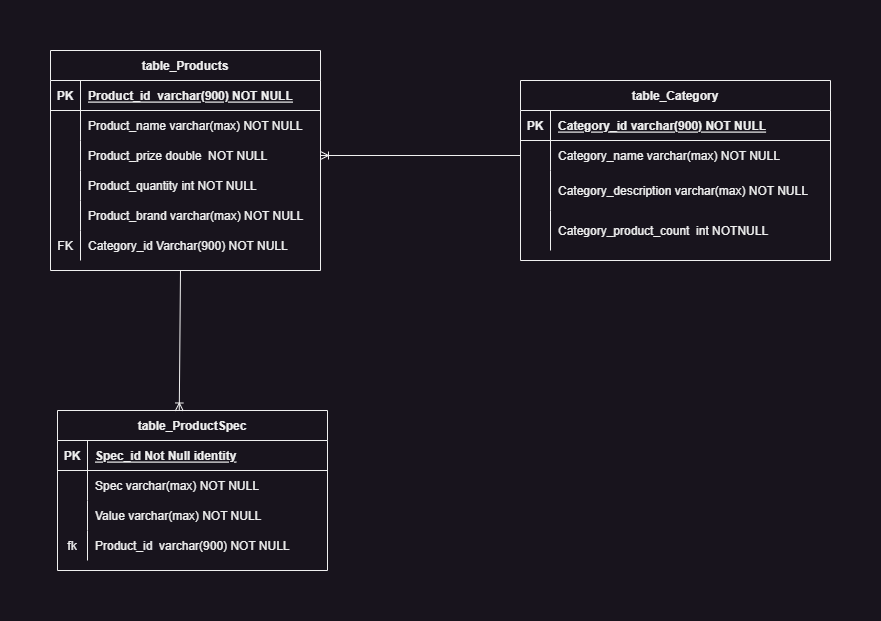 table_Products
PK Product_id  varchar(900) NOT NULL
Product_name varchar(max) NOT NULL
Product_prize double  NOT NULL
Product_quantity int NOT NULL
Product_brand varchar(max) NOT NULL
FK Category_id Varchar(900) NOT NULL
table_Category
PK Category_id varchar(900) NOT NULL
Category_name varchar(max) NOT NULL
Category_description varchar(max) NOT NULL
Category_product_count  int NOTNULL
table_ProductSpec
PK Spec_id Not Null identity
Spec varchar(max) NOT NULL
Value varchar(max) NOT NULL
fk Product_id  varchar(900) NOT NULL